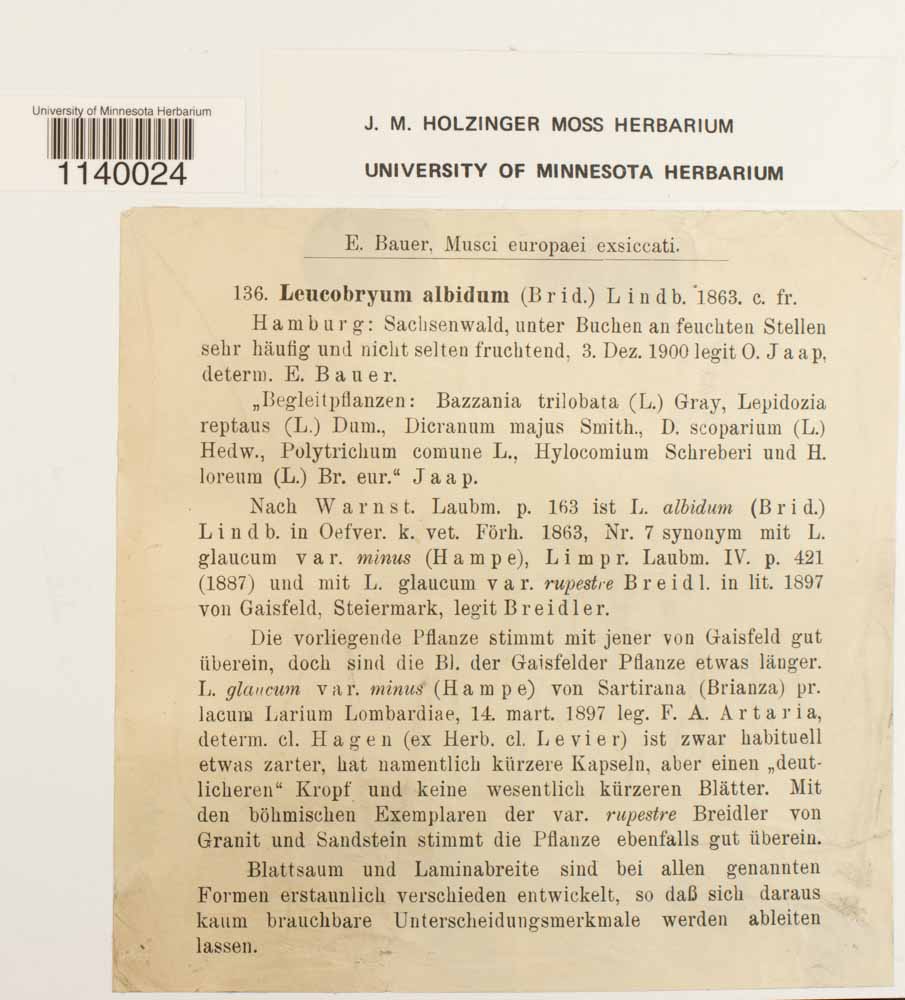 University of Minnesota Herbarium
1140024
J. M. HOLZINGER MOSS HERBARIUM
UNIVERSITY OF MINNESOTA HERBARIUM
E. Bauer, Musci europaei exsiccati.
136. Leucobryum albidum (Brid.) Lindb. 1863. c. fr.
Hamburg: Sachsenwald, unter Buchen an feuchten Stellen
sehr häufig und nicht selten fruchtend, 3. Dez. 1900 legit O. Jaap,
determ. E. Bauer.
„Begleitpflanzen: Bazzania trilobata (L.) Gray, Lepidozia
reptaus (L.) Dum., Dicranum majus Smith., D. scoparium (L.)
Hedw., Polytrichum comune L., Hylocomium Schreberi und H.
loreum (L.) Br. eur.“ Jaap.
Nach Warnst. Laubm. p. 163 ist L. albidum (Brid.)
Lindb. in Oefver. k. vet. Förh. 1863, Nr. 7 synonym mit L.
glaucum var. minus (Hampe), Limpr. Laubm. IV. p. 421
(1887) und mit L. glaucum var. rupestre Breidl. in lit. 1897
von Gaisfeld, Steiermark, legit Breidler.
Die vorliegende Pflanze stimmt mit jener von Gaisfeld gut
überein, doch sind die Bl. der Gaisfelder Pflanze etwas länger.
L. glaucum var. minus (Hampe) von Sartirana (Brianza) pr.
lacum Larium Lombardiae, 14. mart. 1897 leg. F. A. Artaria,
determ. cl. Hagen (ex Herb. cl. Levier) ist zwar habituell
etwas zarter, hat namentlich kürzere Kapseln, aber einen „deut-
licheren“ Kropf und keine wesentlich kürzeren Blätter. Mit
den böhmischen Exemplaren der var. rupestre Breidler von
Granit und Sandstein stimmt die Pflanze ebenfalls gut überein.
Blattsaum und Laminabreite sind bei allen genannten
Formen erstaunlich verschieden entwickelt, so daß sich daraus
kaum brauchbare Unterscheidungsmerkmale werden ableiten
lassen.